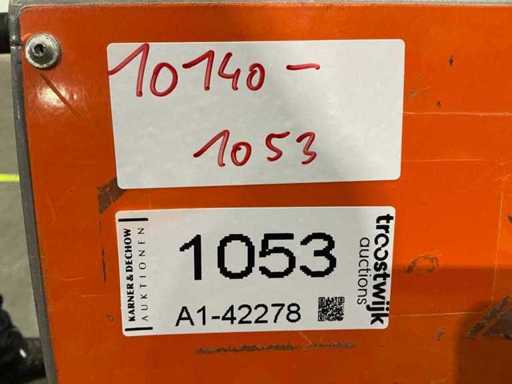 10140-
1053
KARNER & DECHOW
AUKTIONEN
1053
A1-42278
troostwijk
auctions